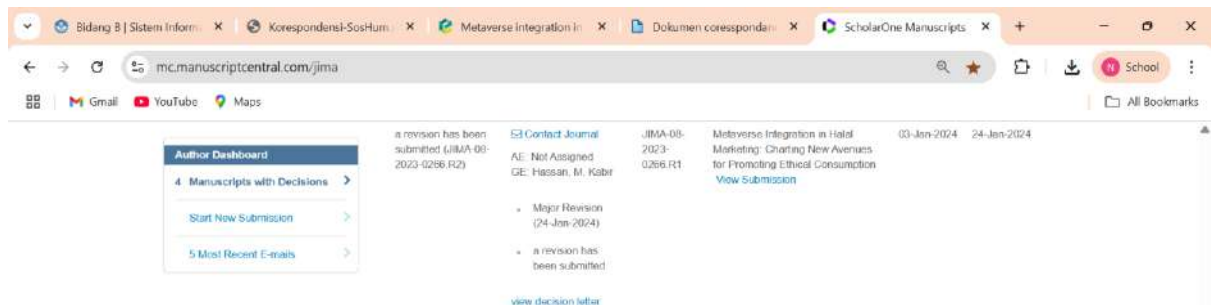 Bidang B | Sistem Inform
Korespondensi-SosHum
Metaverse integration in
Dokumen coresspondan
ScholarOne Manuscripts
mc.manuscriptcentral.com/jima
School
Gmail
YouTube
Maps
All Bookmarks
Author Dashboard
4 Manuscripts with Decisions
Start New Submission
5 Most Recent E-mails
a revision has been
submitted (JIMA-08-
2023-0266.R2)
Contact Journal
AE: Not Assigned
GE: Hassan, M. Kabir
Major Revision
(24-Jan-2024)
a revision has
been submitted
view decision letter
JIMA-08-
2023-
0266.R1
Metaverse Integration in Halal
Marketing: Charting New Avenues
for Promoting Ethical Consumption
View Submission
03-Jan-2024
24-Jan-2024